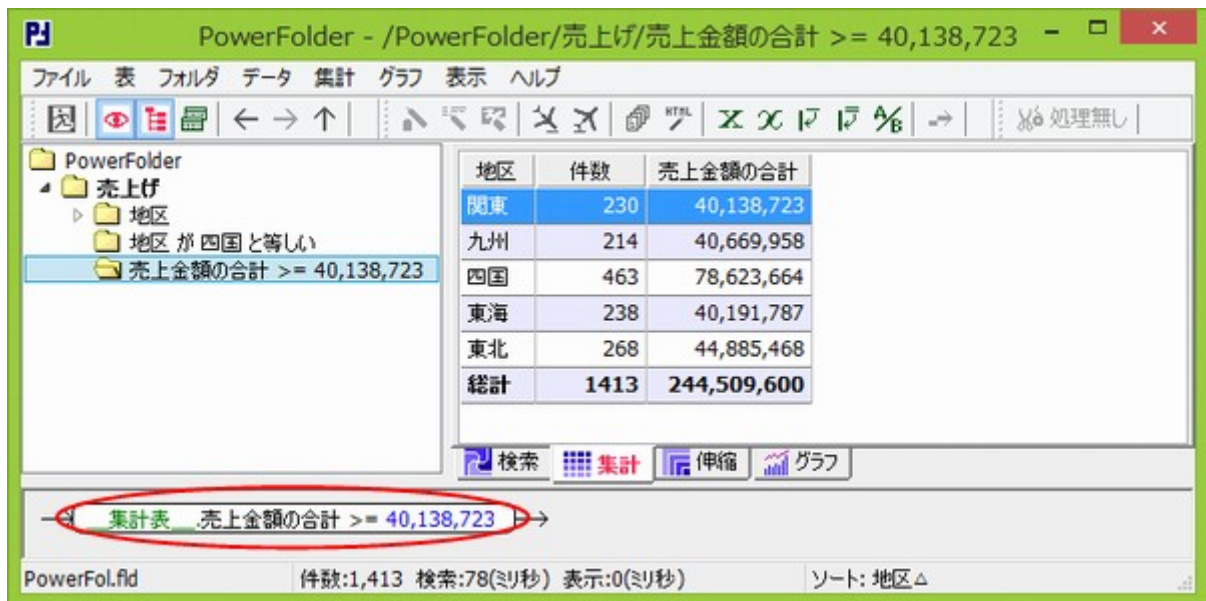 PowerFolder - /PowerFolder/売上げ/売上金額の合計 >= 40,138,723
ファイル 表 フォルダ データ 集計 グラフ 表示 ヘルプ
HTML A/B 処理無し
PowerFolder
売上げ
地区
地区 が 四国 と等しい
売上金額の合計 >= 40,138,723
地区 件数 売上金額の合計
関東 230 40,138,723
九州 214 40,669,958
四国 463 78,623,664
東海 238 40,191,787
東北 268 44,885,468
総計 1413 244,509,600
検索 集計 伸縮 グラフ
__集計表__.売上金額の合計 >= 40,138,723
PowerFol.fld 件数:1,413 検索:78(ミリ秒) 表示:0(ミリ秒) ソート: 地区△